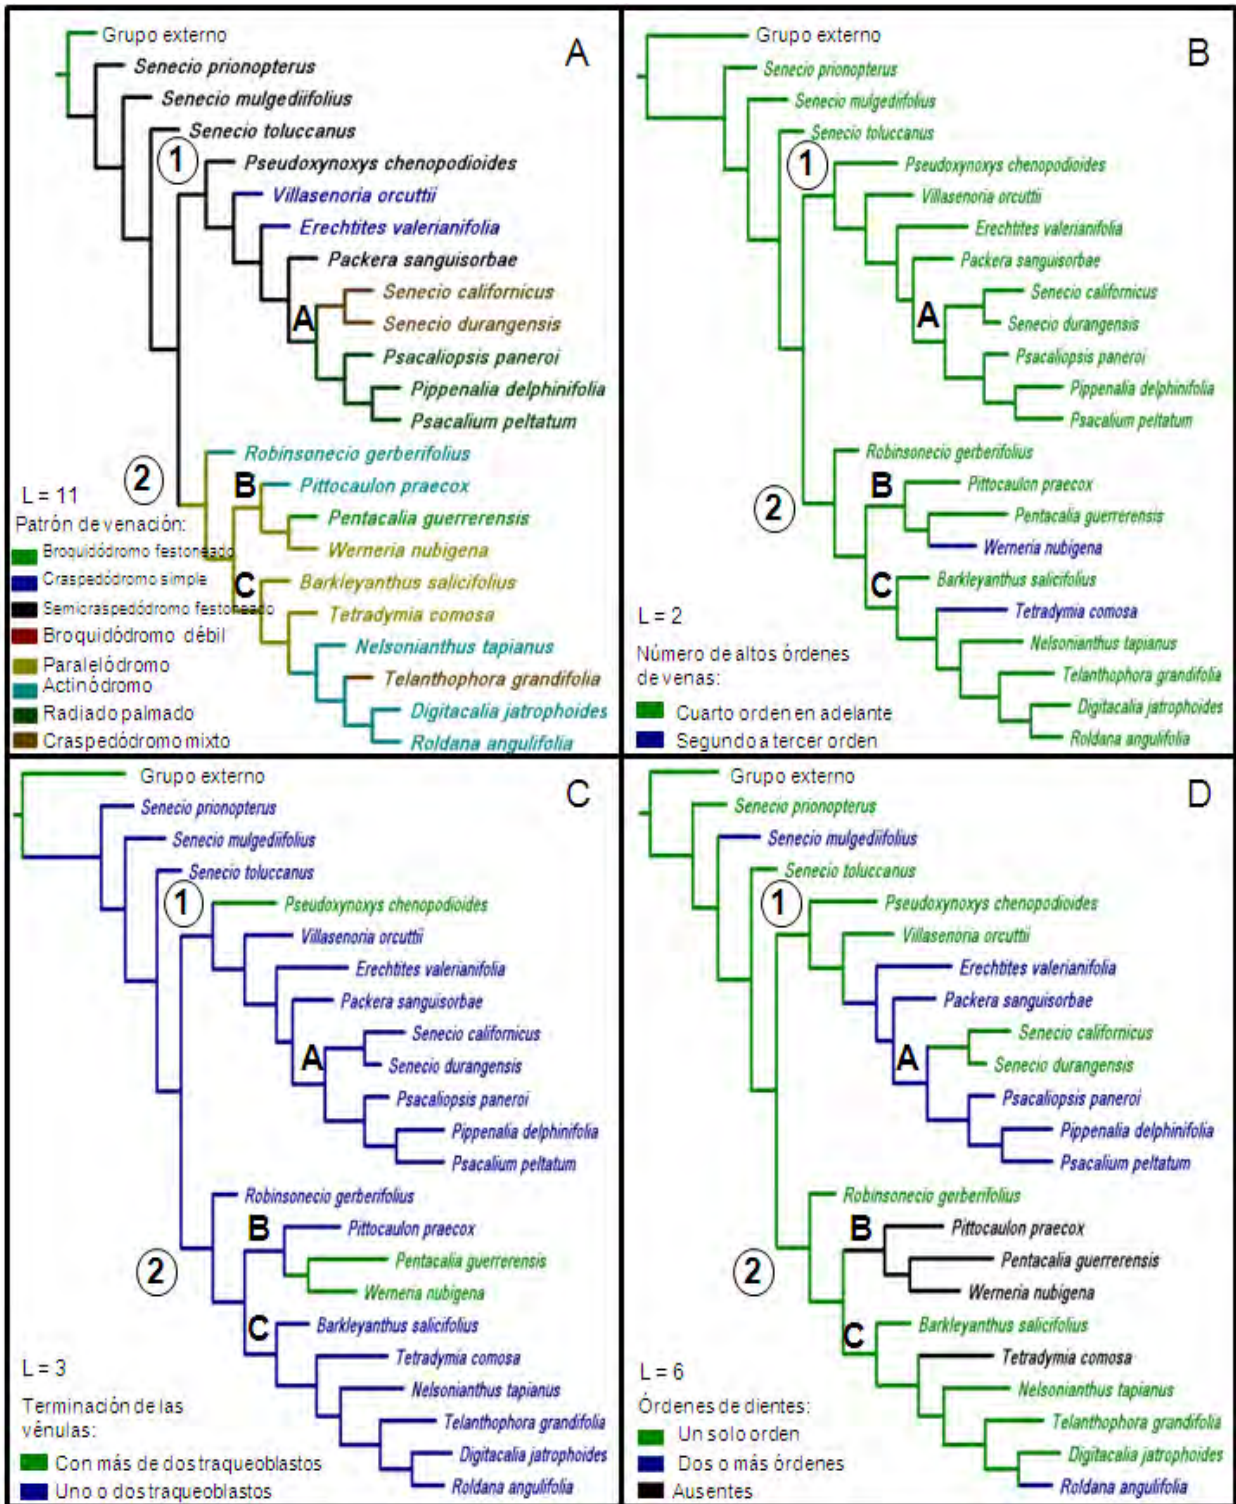 A
Grupo externo
Senecio prionopterus
Senecio mulgediifolius
Senecio toluccanus
1
Pseudoxynoxys chenopodioides
Villasenoria orcuttii
Erechtites valerianifolia
Packera sanguisorbae
Senecio californicus
A
Senecio durangensis
Psacaliopsis paneroi
Pippenalia delphinifolia
Psacalium peltatum
Robinsonecio gerberifolius
2
B
Pittocaulon praecox
Pentacalia guerrerensis
Werneria nubigena
C
Barkleyanthus salicifolius
Tetradymia comosa
Nelsonianthus tapianus
Telanthophora grandifolia
Digitacalia jatrophoides
Roldana angulifolia
L = 11
Patrón de venación:
Broquidódromo festoneado
Craspedódromo simple
Semicraspedódromo festoneado
Broquidódromo débil
Paralelódromo
Actinódromo
Radiado palmado
Craspedódromo mixto
B
Grupo externo
Senecio prionopterus
Senecio mulgediifolius
Senecio toluccanus
1
Pseudoxynoxys chenopodioides
Villasenoria orcuttii
Erechtites valerianifolia
Packera sanguisorbae
Senecio californicus
A
Senecio durangensis
Psacaliopsis paneroi
Pippenalia delphinifolia
Psacalium peltatum
Robinsonecio gerberifolius
B
Pittocaulon praecox
2
Pentacalia guerrerensis
Werneria nubigena
C
Barkleyanthus salicifolius
Tetradymia comosa
Nelsonianthus tapianus
Telanthophora grandifolia
Digitacalia jatrophoides
Roldana angulifolia
L = 2
Número de altos órdenes
de venas:
Cuarto orden en adelante
Segundo a tercer orden
C
Grupo externo
Senecio prionopterus
Senecio mulgediifolius
Senecio toluccanus
1
Pseudoxynoxys chenopodioides
Villasenoria orcuttii
Erechtites valerianifolia
Packera sanguisorbae
Senecio californicus
A
Senecio durangensis
Psacaliopsis paneroi
Pippenalia delphinifolia
Psacalium peltatum
Robinsonecio gerberifolius
B
Pittocaulon praecox
2
Pentacalia guerrerensis
Werneria nubigena
C
Barkleyanthus salicifolius
Tetradymia comosa
Nelsonianthus tapianus
Telanthophora grandifolia
Digitacalia jatrophoides
Roldana angulifolia
L = 3
Terminación de las
vénulas:
Con más de dos traqueoblastos
Uno o dos traqueoblastos
D
Grupo externo
Senecio prionopterus
Senecio mulgediifolius
Senecio toluccanus
1
Pseudoxynoxys chenopodioides
Villasenoria orcuttii
Erechtites valerianifolia
Packera sanguisorbae
Senecio californicus
A
Senecio durangensis
Psacaliopsis paneroi
Pippenalia delphinifolia
Psacalium peltatum
Robinsonecio gerberifolius
B
Pittocaulon praecox
2
Pentacalia guerrerensis
Werneria nubigena
C
Barkleyanthus salicifolius
Tetradymia comosa
Nelsonianthus tapianus
Telanthophora grandifolia
Digitacalia jatrophoides
Roldana angulifolia
L = 6
Órdenes de dientes:
Un solo orden
Dos o más órdenes
Ausentes